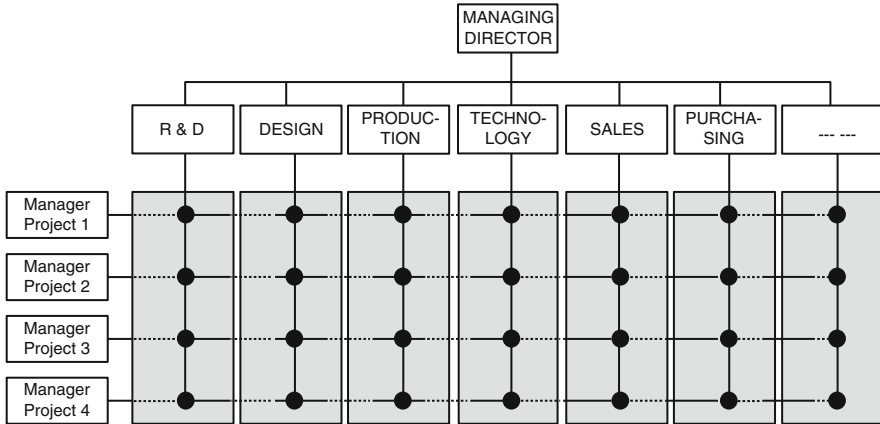 MANAGING
DIRECTOR
R & D
DESIGN
PRODUC-
TION
TECHNO-
LOGY
SALES
PURCHA-
SING
--- ---
Manager
Project 1
Manager
Project 2
Manager
Project 3
Manager
Project 4